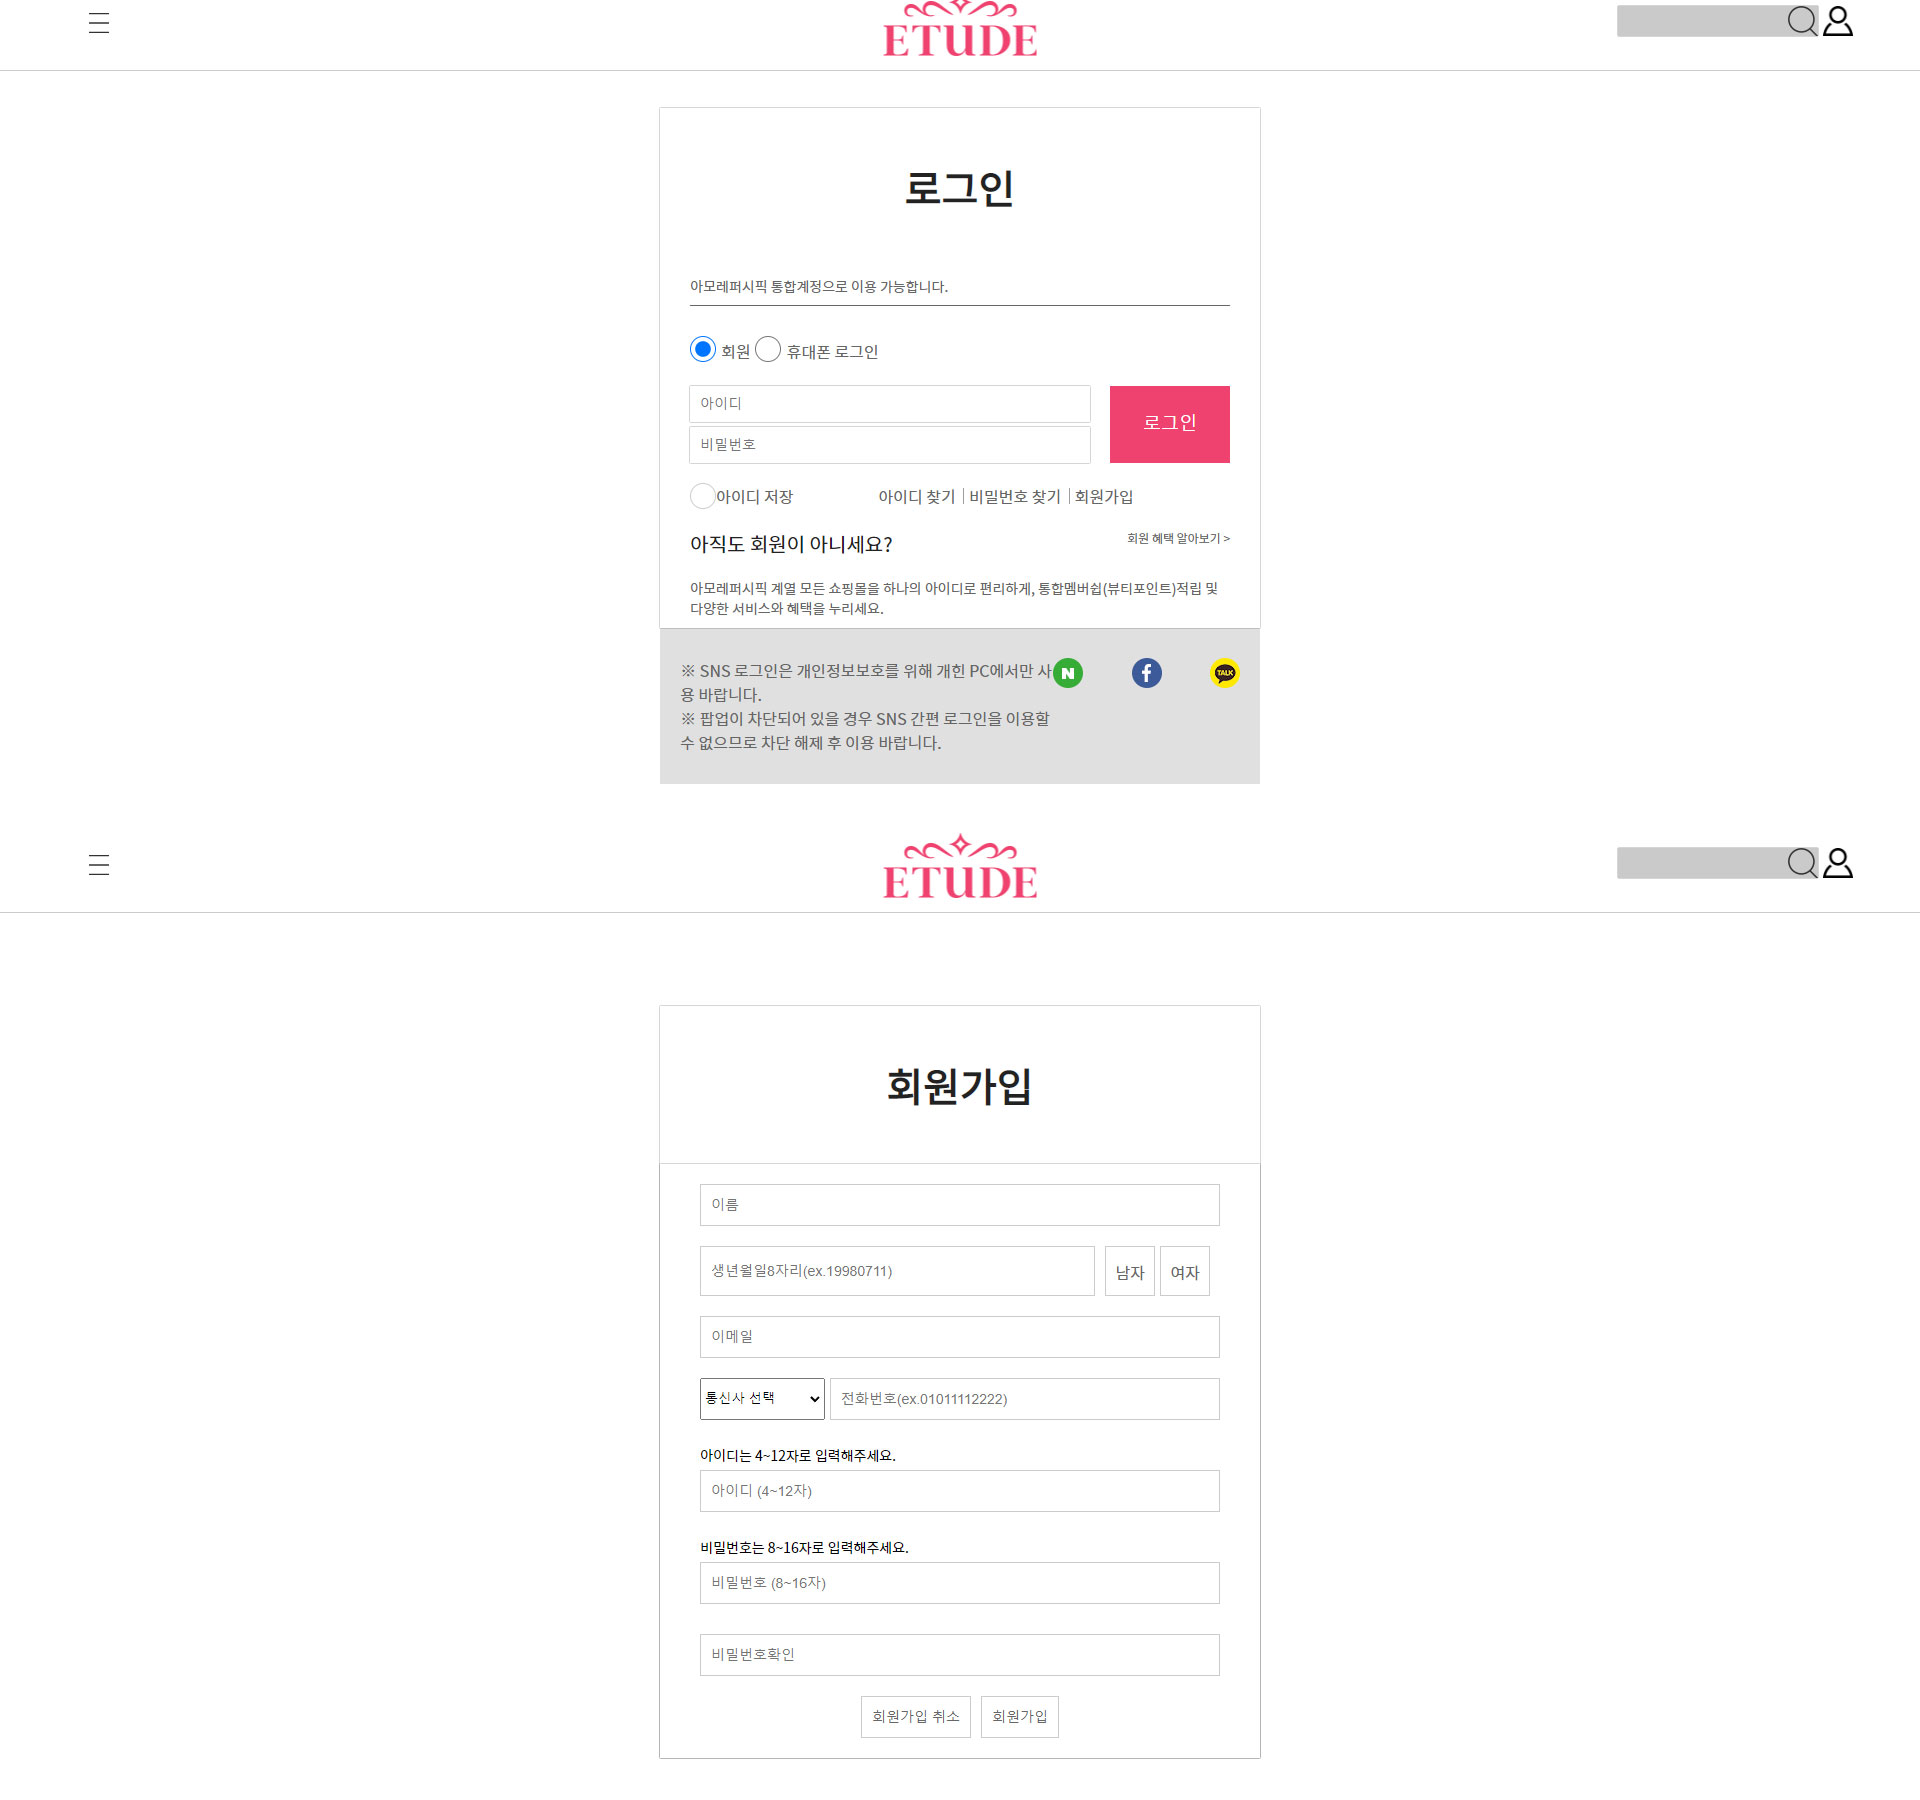 ETUDE
로그인
아모레퍼시픽 통합계정으로 이용 가능합니다.
회원 휴대폰 로그인
아이디
비밀번호
로그인
아이디 저장 아이디 찾기 비밀번호 찾기 회원가입
아직도 회원이 아니세요? 회원 혜택 알아보기 >
아모레퍼시픽 계열 모든 쇼핑몰을 하나의 아이디로 편리하게, 통합멤버쉽(뷰티포인트)적립 및
다양한 서비스와 혜택을 누리세요.
※ SNS 로그인은 개인정보보호를 위해 개힌 PC에서만 사
용 바랍니다.
※ 팝업이 차단되어 있을 경우 SNS 간편 로그인을 이용할
수 없으므로 차단 해제 후 이용 바랍니다.
N f TALK
ETUDE
회원가입
이름
생년월일8자리(ex.19980711) 남자 여자
이메일
통신사 선택 전화번호(ex.01011112222)
아이디는 4~12자로 입력해주세요.
아이디 (4~12자)
비밀번호는 8~16자로 입력해주세요.
비밀번호 (8~16자)
비밀번호확인
회원가입 취소 회원가입